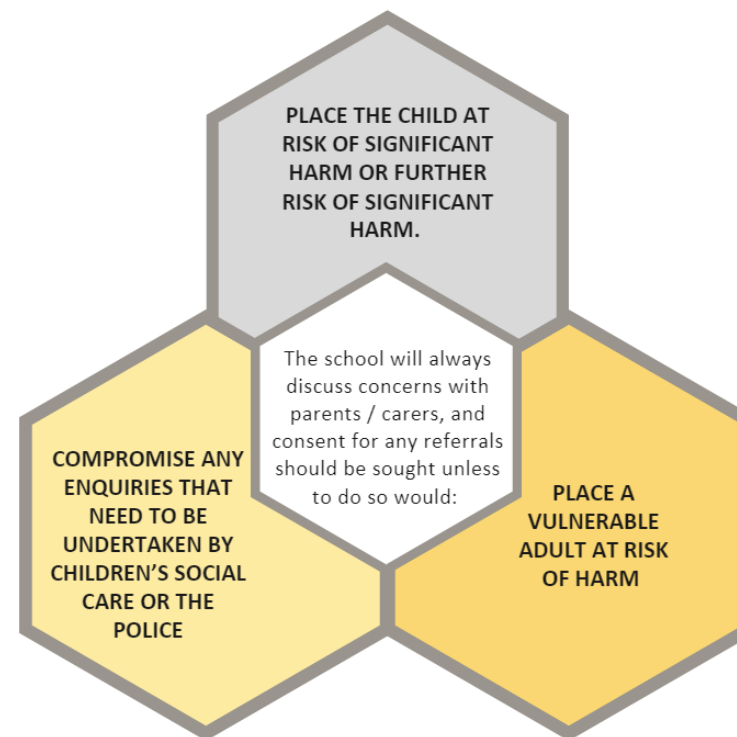 PLACE THE CHILD AT
RISK OF SIGNIFICANT
HARM OR FURTHER
RISK OF SIGNIFICANT
HARM.
The school will always
discuss concerns with
parents / carers, and
consent for any referrals
should be sought unless
to do so would:
COMPROMISE ANY
ENQUIRIES THAT
NEED TO BE
UNDERTAKEN BY
CHILDREN’S SOCIAL
CARE OR THE
POLICE
PLACE A
VULNERABLE
ADULT AT RISK
OF HARM